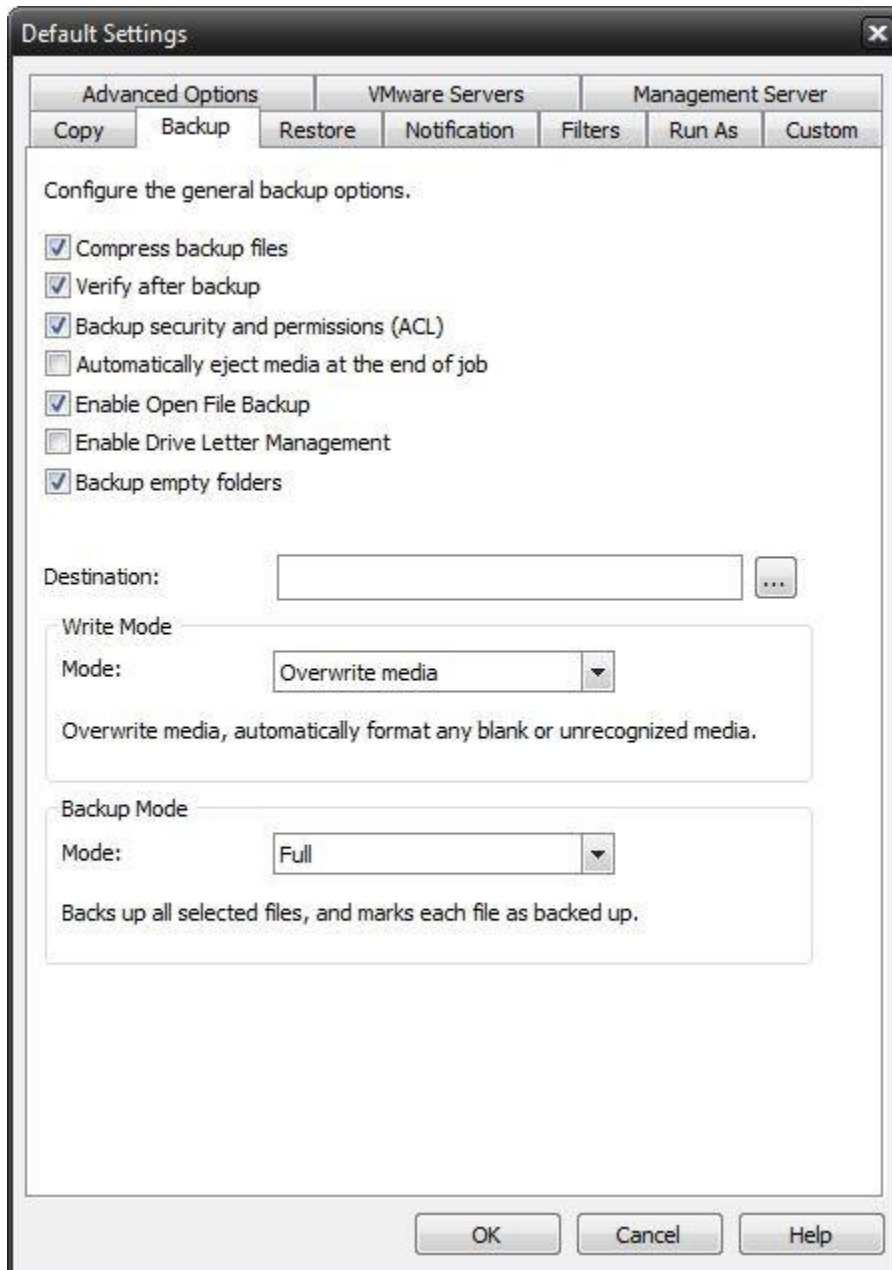 Default Settings
Advanced Options VMware Servers Management Server
Copy Backup Restore Notification Filters Run As Custom
Configure the general backup options.
Compress backup files
Verify after backup
Backup security and permissions (ACL)
Automatically eject media at the end of job
Enable Open File Backup
Enable Drive Letter Management
Backup empty folders
Destination: ...
Write Mode
Mode: Overwrite media
Overwrite media, automatically format any blank or unrecognized media.
Backup Mode
Mode: Full
Backs up all selected files, and marks each file as backed up.
OK Cancel Help